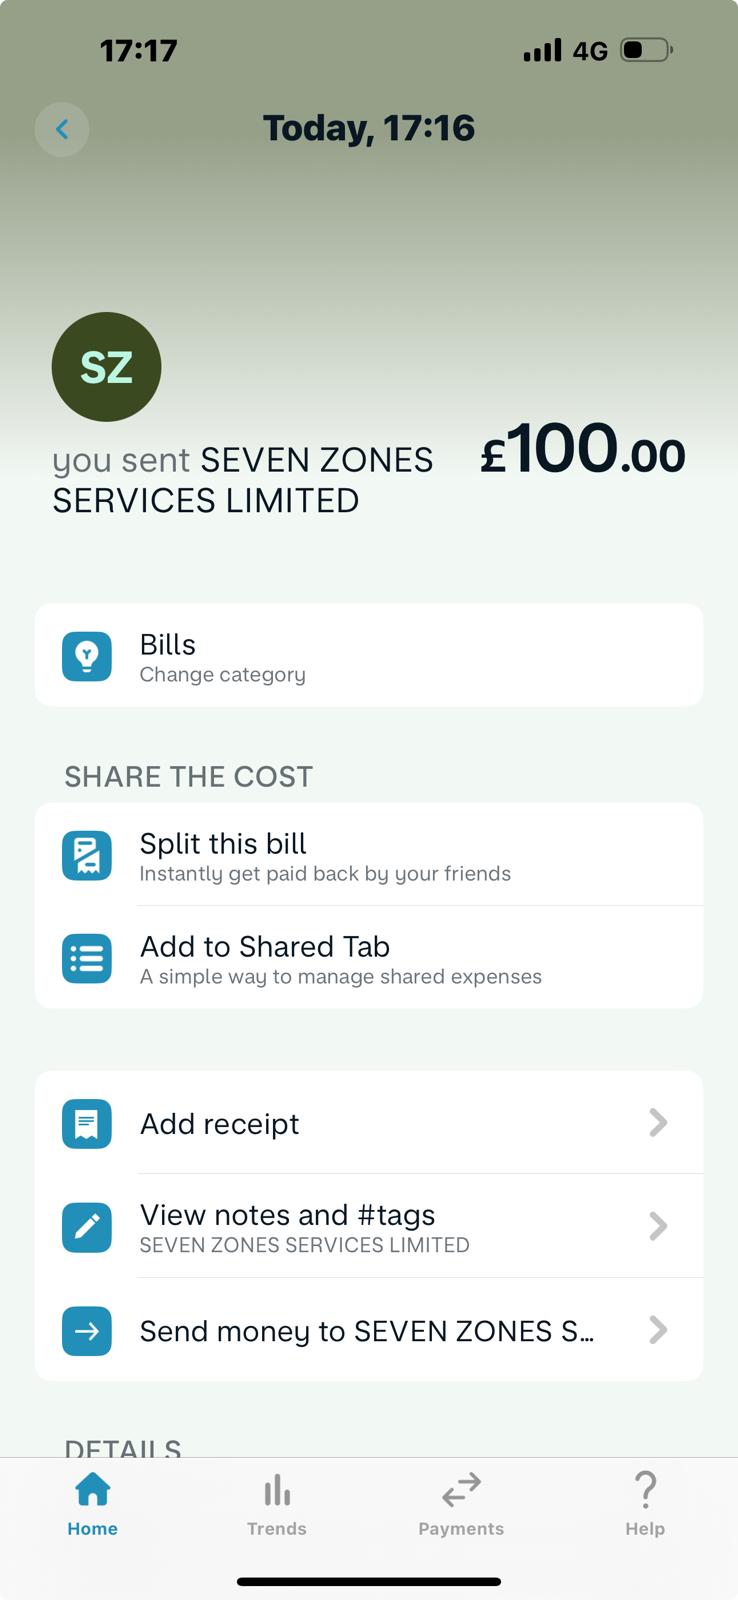 17:17
4G
Today, 17:16
SZ
you sent SEVEN ZONES
SERVICES LIMITED
£100.00
Bills
Change category
SHARE THE COST
Split this bill
Instantly get paid back by your friends
Add to Shared Tab
A simple way to manage shared expenses
Add receipt
View notes and #tags
SEVEN ZONES SERVICES LIMITED
Send money to SEVEN ZONES S...
DETAILS
Home
Trends
Payments
Help